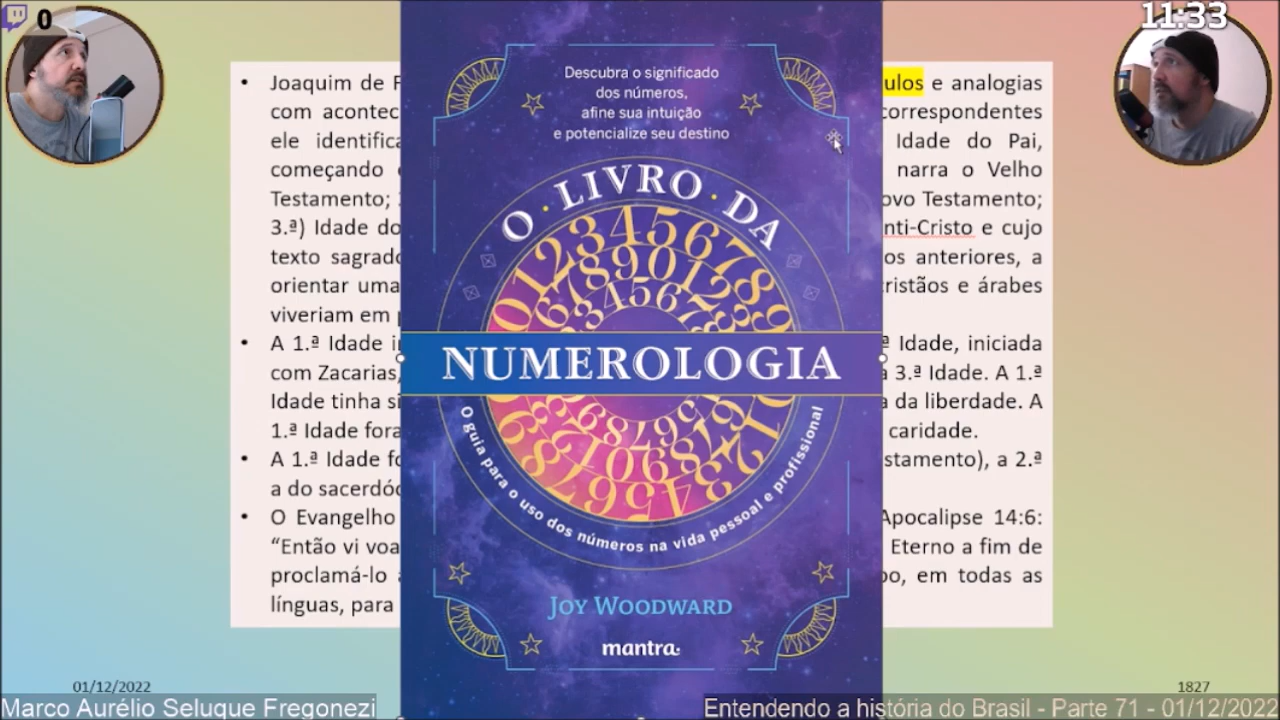 0
11:33
Descubra o significado
dos números,
afine sua intuição
e potencialize seu destino
O · LIVRO · DA
0123456789
6789012
3456
NUMEROLOGIA
O guia para o uso dos números na vida pessoal e profissional
JOY WOODWARD
mantra.
• Joaquim de F ulos e analogias
com acontec correspondentes
ele identifica Idade do Pai,
começando narra o Velho
Testamento; ovo Testamento;
3.ª) Idade do nti-Cristo e cujo
texto sagrado os anteriores, a
orientar uma ristãos e árabes
viveriam em
• A 1.ª Idade in ª Idade, iniciada
com Zacarias, a 3.ª Idade. A 1.ª
Idade tinha si a da liberdade. A
1.ª Idade fora caridade.
• A 1.ª Idade fo stamento), a 2.ª
a do sacerdóc
• O Evangelho Apocalipse 14:6:
“Então vi voa Eterno a fim de
proclamá-lo a po, em todas as
línguas, para
01/12/2022
1827
Marco Aurélio Seluque Fregonezi
Entendendo a história do Brasil - Parte 71 - 01/12/2022